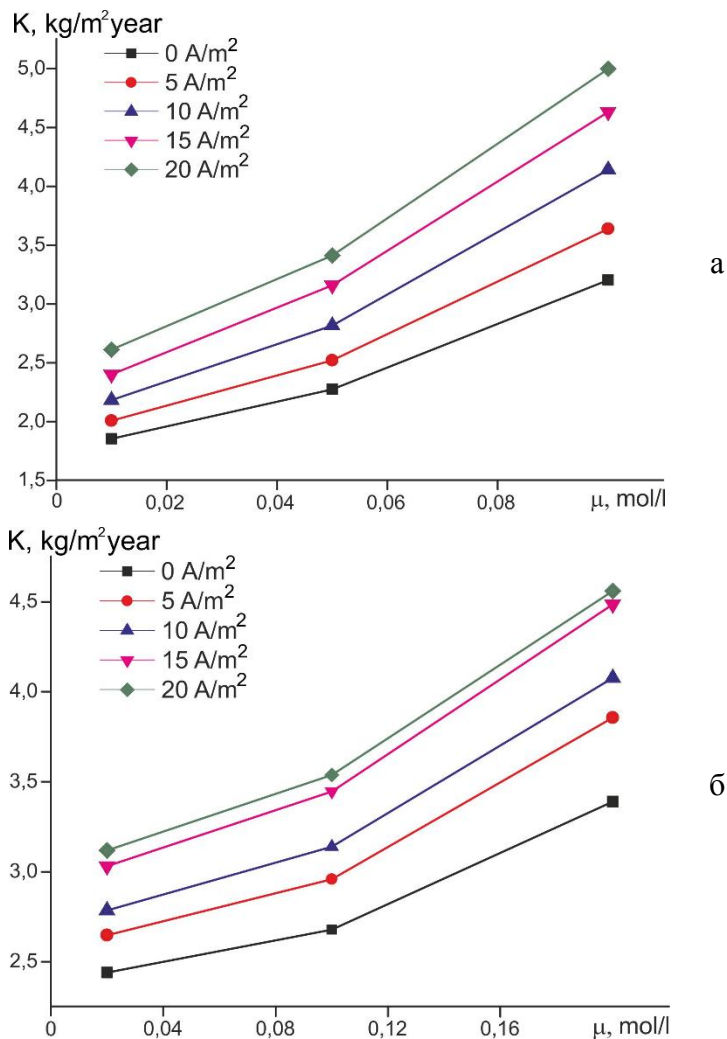 K, kg/m²year
0 A/m²
5 A/m²
10 A/m²
15 A/m²
20 A/m²
5,0
4,5
4,0
3,5
3,0
2,5
2,0
1,5
0
0,02
0,04
0,06
0,08
μ, mol/l
а
K, kg/m²year
0 A/m²
5 A/m²
10 A/m²
15 A/m²
20 A/m²
4,5
4,0
3,5
3,0
2,5
0
0,04
0,08
0,12
0,16
μ, mol/l
б